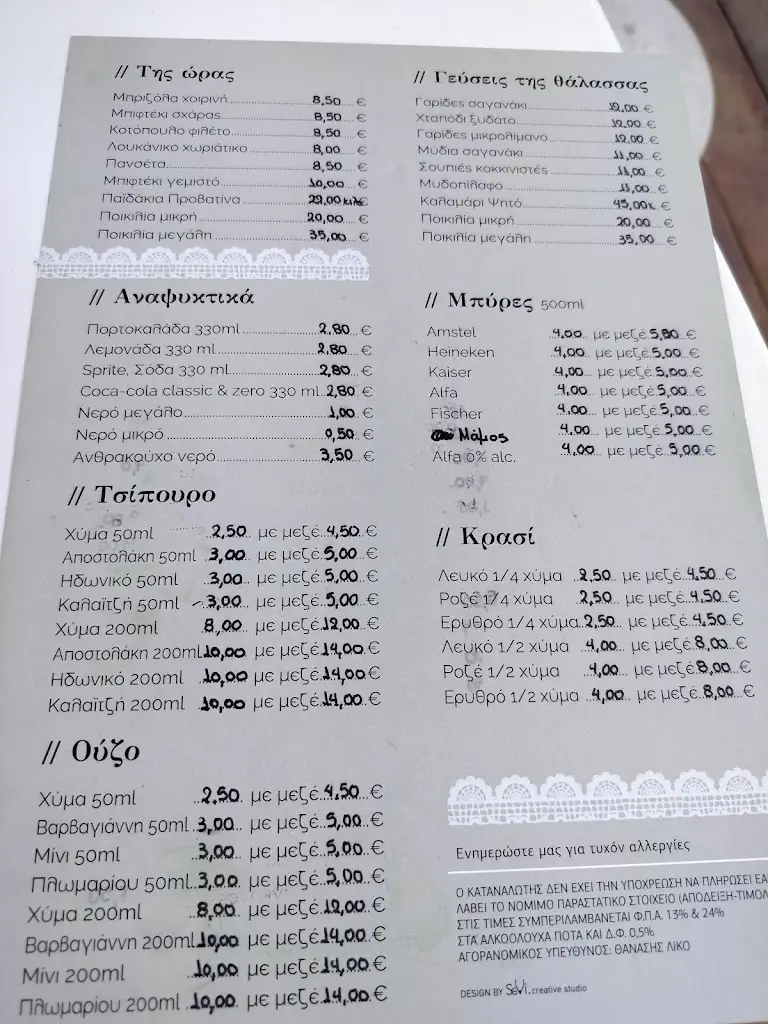 // Της ώρας
Μπριζόλα χοιρινή 8,50 €
Μπιφτέκι σχάρας 8,50 €
Κοτόπουλο φιλέτο 8,50 €
Λουκάνικο χωριάτικο 8,00 €
Πανσέτα 8,50 €
Μπιφτέκι γεμιστό 10,00 €
Παϊδάκια Προβατίνα 29,00 κιλ €
Ποικιλία μικρή 20,00 €
Ποικιλία μεγάλη 35,00 €
// Αναψυκτικά
Πορτοκαλάδα 330ml 2,80 €
Λεμονάδα 330 ml 2,80 €
Sprite, Σόδα 330 ml 2,80 €
Coca-cola classic & zero 330 ml 2,80 €
Νερό μεγάλο 1,00 €
Νερό μικρό 0,50 €
Ανθρακούχο νερό 3,50 €
// Τσίπουρο
Χύμα 50ml 2,50 με μεζέ 4,50 €
Αποστολάκη 50ml 3,00 με μεζέ 5,00 €
Ηδωνικό 50ml 3,00 με μεζέ 5,00 €
Καλαϊτζή 50ml 3,00 με μεζέ 5,00 €
Χύμα 200ml 8,00 με μεζέ 12,00 €
Αποστολάκη 200ml 10,00 με μεζέ 14,00 €
Ηδωνικό 200ml 10,00 με μεζέ 14,00 €
Καλαϊτζή 200ml 10,00 με μεζέ 14,00 €
// Ούζο
Χύμα 50ml 2,50 με μεζέ 4,50 €
Βαρβαγιάννη 50ml 3,00 με μεζέ 5,00 €
Μίνι 50ml 3,00 με μεζέ 5,00 €
Πλωμαρίου 50ml 3,00 με μεζέ 5,00 €
Χύμα 200ml 8,00 με μεζέ 12,00 €
Βαρβαγιάννη 200ml 10,00 με μεζέ 14,00 €
Μίνι 200ml 10,00 με μεζέ 14,00 €
Πλωμαρίου 200ml 10,00 με μεζέ 14,00 €
// Γεύσεις της θάλασσας
Γαρίδες σαγανάκι 12,00 €
Χταπόδι ξυδάτο 12,00 €
Γαρίδες μικρολίμανο 12,00 €
Μύδια σαγανάκι 11,00 €
Σουπιές κοκκινιστές 11,00 €
Μυδοπίλαφο 11,00 €
Καλαμάρι Ψητό 45,00κ €
Ποικιλία μικρή 20,00 €
Ποικιλία μεγάλη 35,00 €
// Μπύρες 500ml
Amstel 4,00 με μεζέ 5,80 €
Heineken 4,00 με μεζέ 5,00 €
Kaiser 4,00 με μεζέ 5,00 €
Alfa 4,00 με μεζέ 5,00 €
Fischer 4,00 με μεζέ 5,00 €
Μάμος 4,00 με μεζέ 5,00 €
Alfa 0% alc. 4,00 με μεζέ 5,00 €
// Κρασί
Λευκό 1/4 χύμα 2,50 με μεζέ 4,50 €
Ροζέ 1/4 χύμα 2,50 με μεζέ 4,50 €
Ερυθρό 1/4 χύμα 2,50 με μεζέ 4,50 €
Λευκό 1/2 χύμα 4,00 με μεζέ 8,00 €
Ροζέ 1/2 χύμα 4,00 με μεζέ 8,00 €
Ερυθρό 1/2 χύμα 4,00 με μεζέ 8,00 €
Ενημερώστε μας για τυχόν αλλεργίες
Ο ΚΑΤΑΝΑΛΩΤΗΣ ΔΕΝ ΕΧΕΙ ΤΗΝ ΥΠΟΧΡΕΩΣΗ ΝΑ ΠΛΗΡΩΣΕΙ ΕΑ
ΛΑΒΕΙ ΤΟ ΝΟΜΙΜΟ ΠΑΡΑΣΤΑΤΙΚΟ ΣΤΟΙΧΕΙΟ (ΑΠΟΔΕΙΞΗ-ΤΙΜΟΛ
ΣΤΙΣ ΤΙΜΕΣ ΣΥΜΠΕΡΙΛΑΜΒΑΝΕΤΑΙ Φ.Π.Α. 13% & 24%
ΣΤΑ ΑΛΚΟΟΛΟΥΧΑ ΠΟΤΑ ΚΑΙ Δ.Φ. 0,5%
ΑΓΟΡΑΝΟΜΙΚΟΣ ΥΠΕΥΘΥΝΟΣ: ΘΑΝΑΣΗΣ ΛΙΚΟ
DESIGN BY SeVi.creative studio